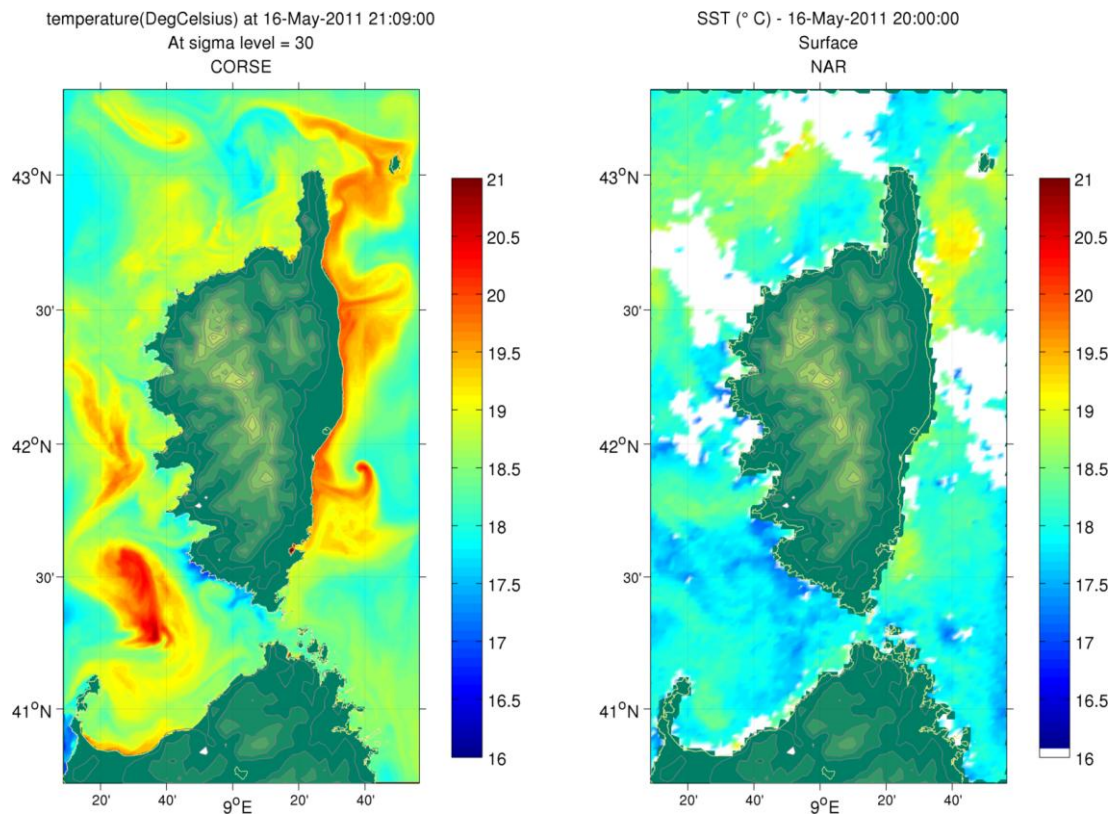 temperature(DegCelsius) at 16-May-2011 21:09:00
At sigma level = 30
CORSE
43°N
30'
42°N
30'
41°N
20'
40'
9°E
20'
40'
21
20.5
20
19.5
19
18.5
18
17.5
17
16.5
16
SST (° C) - 16-May-2011 20:00:00
Surface
NAR
43°N
30'
42°N
30'
41°N
20'
40'
9°E
20'
40'
21
20.5
20
19.5
19
18.5
18
17.5
17
16.5
16